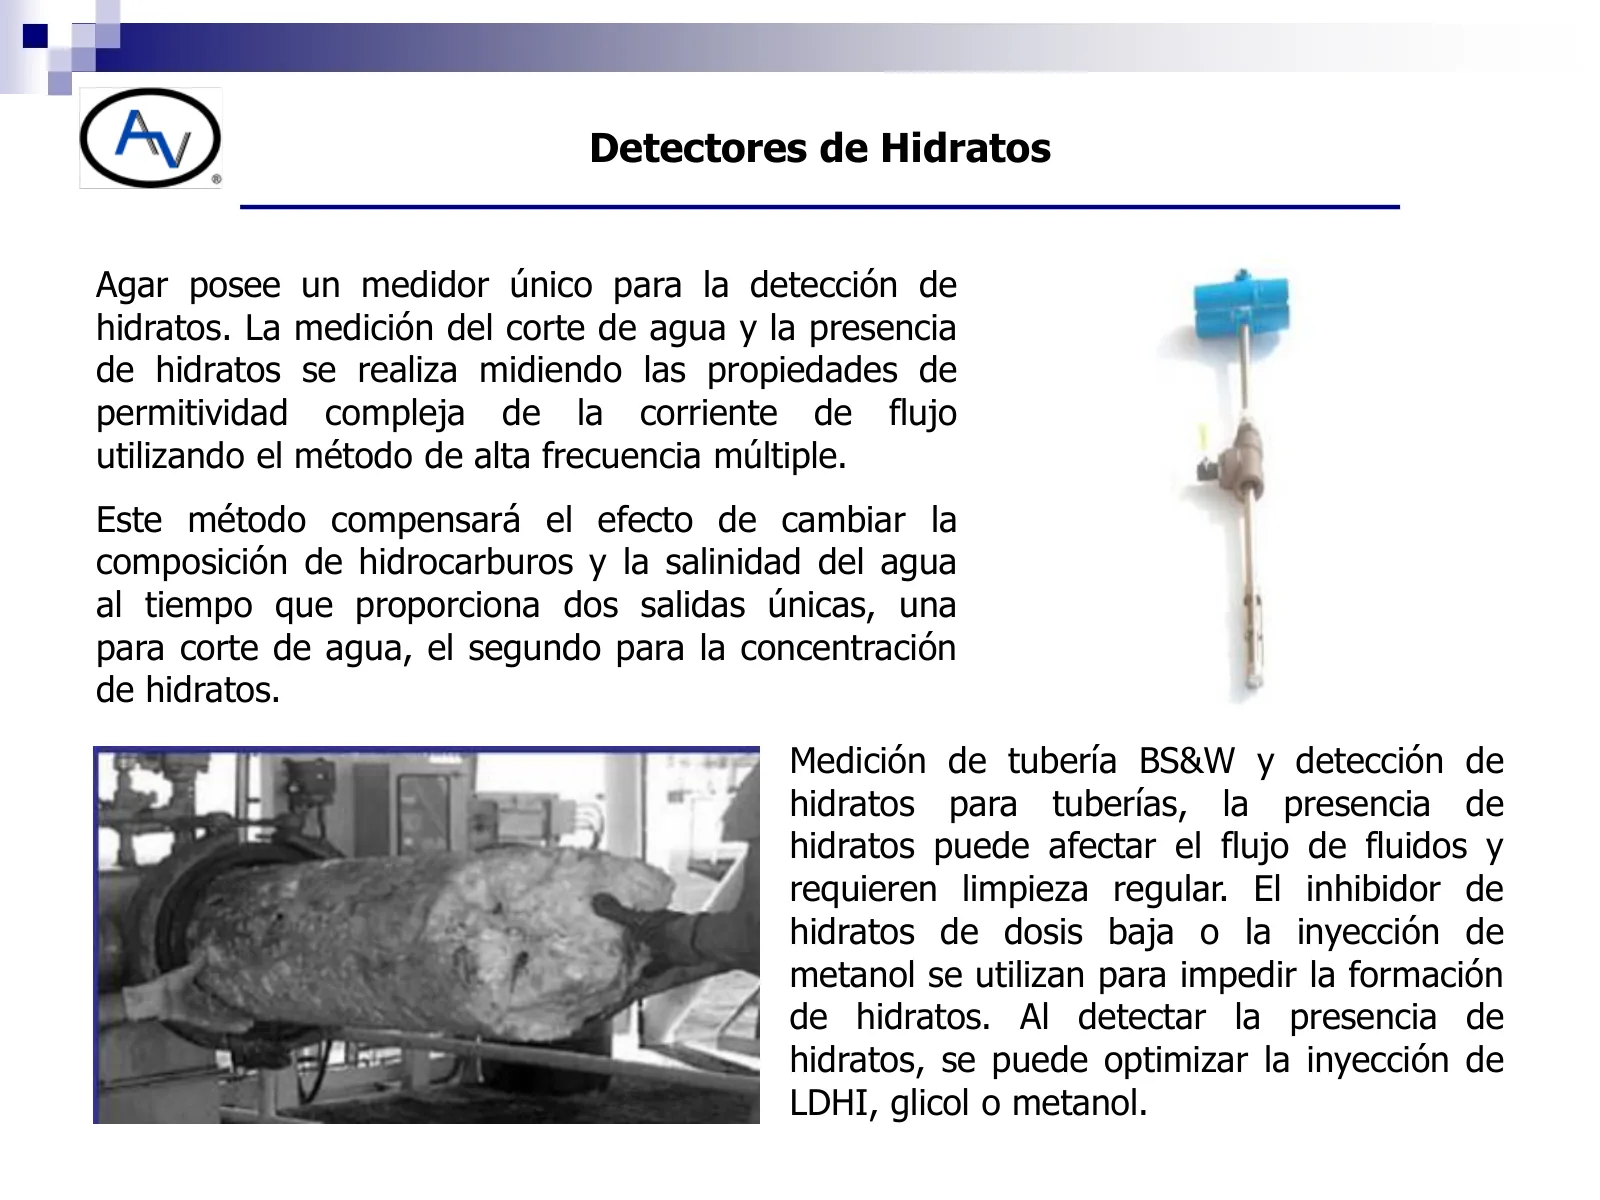 AV
®
Detectores de Hidratos
Agar posee un medidor único para la detección de
hidratos. La medición del corte de agua y la presencia
de hidratos se realiza midiendo las propiedades de
permitividad compleja de la corriente de flujo
utilizando el método de alta frecuencia múltiple.
Este método compensará el efecto de cambiar la
composición de hidrocarburos y la salinidad del agua
al tiempo que proporciona dos salidas únicas, una
para corte de agua, el segundo para la concentración
de hidratos.
Medición de tubería BS&W y detección de
hidratos para tuberías, la presencia de
hidratos puede afectar el flujo de fluidos y
requieren limpieza regular. El inhibidor de
hidratos de dosis baja o la inyección de
metanol se utilizan para impedir la formación
de hidratos. Al detectar la presencia de
hidratos, se puede optimizar la inyección de
LDHI, glicol o metanol.